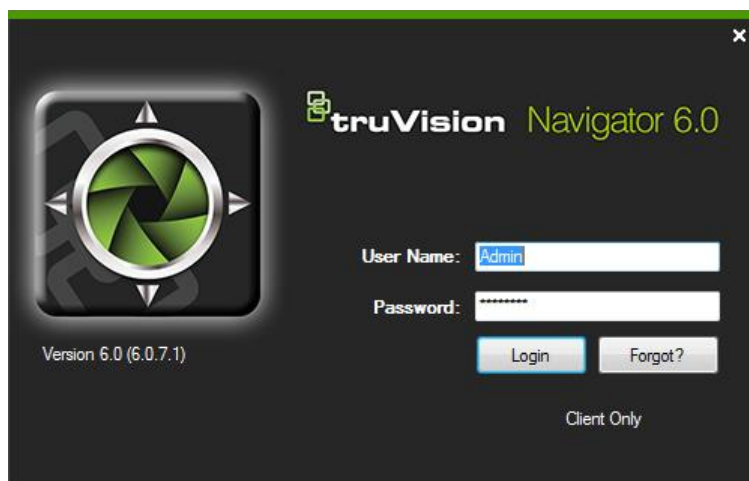 truVision Navigator 6.0
User Name: Admin
Password: ********
Version 6.0 (6.0.7.1)
Login Forgot?
Client Only